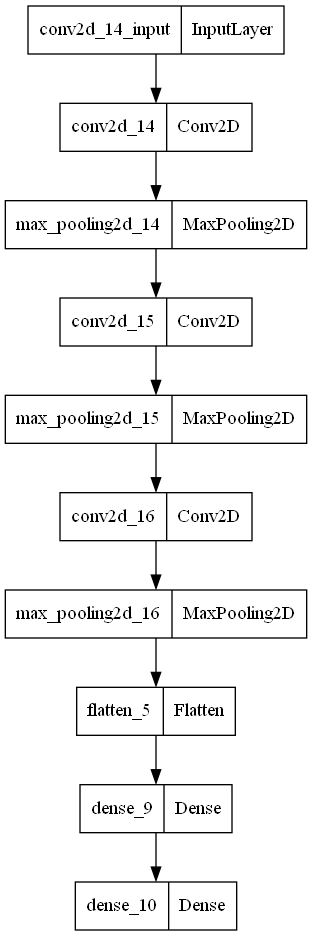 conv2d_14_input InputLayer
conv2d_14 Conv2D
max_pooling2d_14 MaxPooling2D
conv2d_15 Conv2D
max_pooling2d_15 MaxPooling2D
conv2d_16 Conv2D
max_pooling2d_16 MaxPooling2D
flatten_5 Flatten
dense_9 Dense
dense_10 Dense